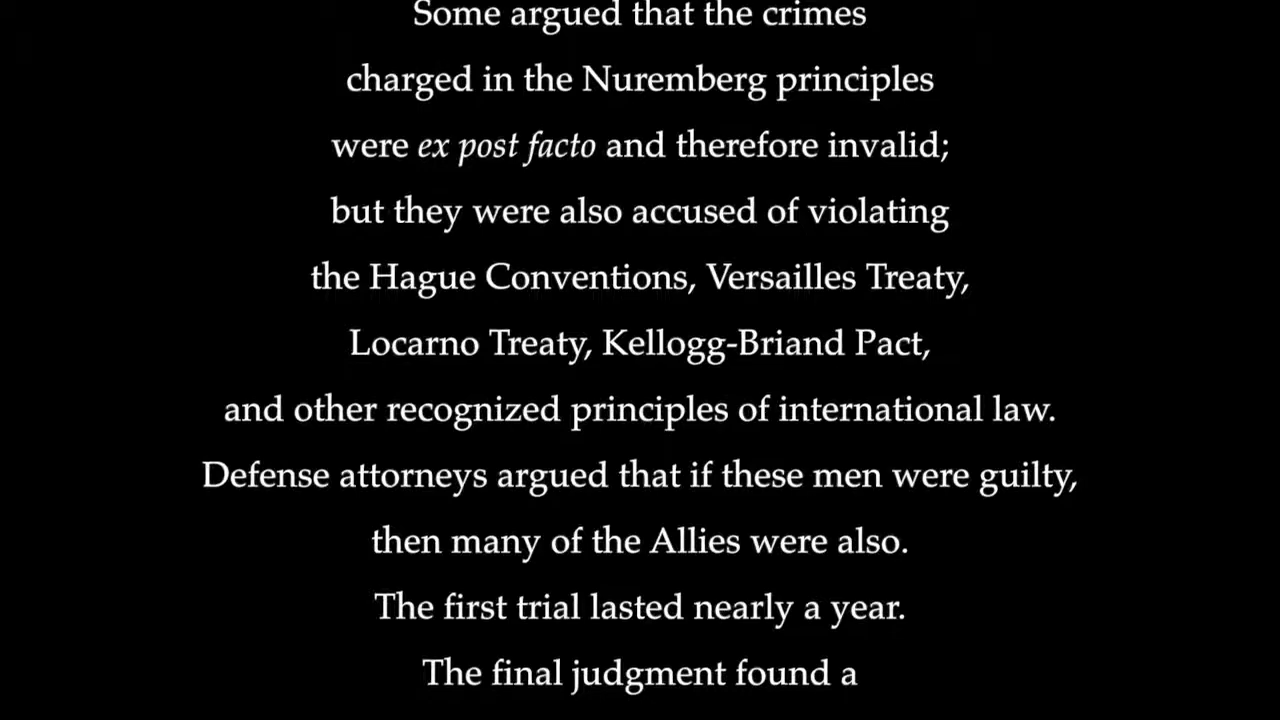 Some argued that the crimes
charged in the Nuremberg principles
were ex post facto and therefore invalid;
but they were also accused of violating
the Hague Conventions, Versailles Treaty,
Locarno Treaty, Kellogg-Briand Pact,
and other recognized principles of international law.
Defense attorneys argued that if these men were guilty,
then many of the Allies were also.
The first trial lasted nearly a year.
The final judgment found a